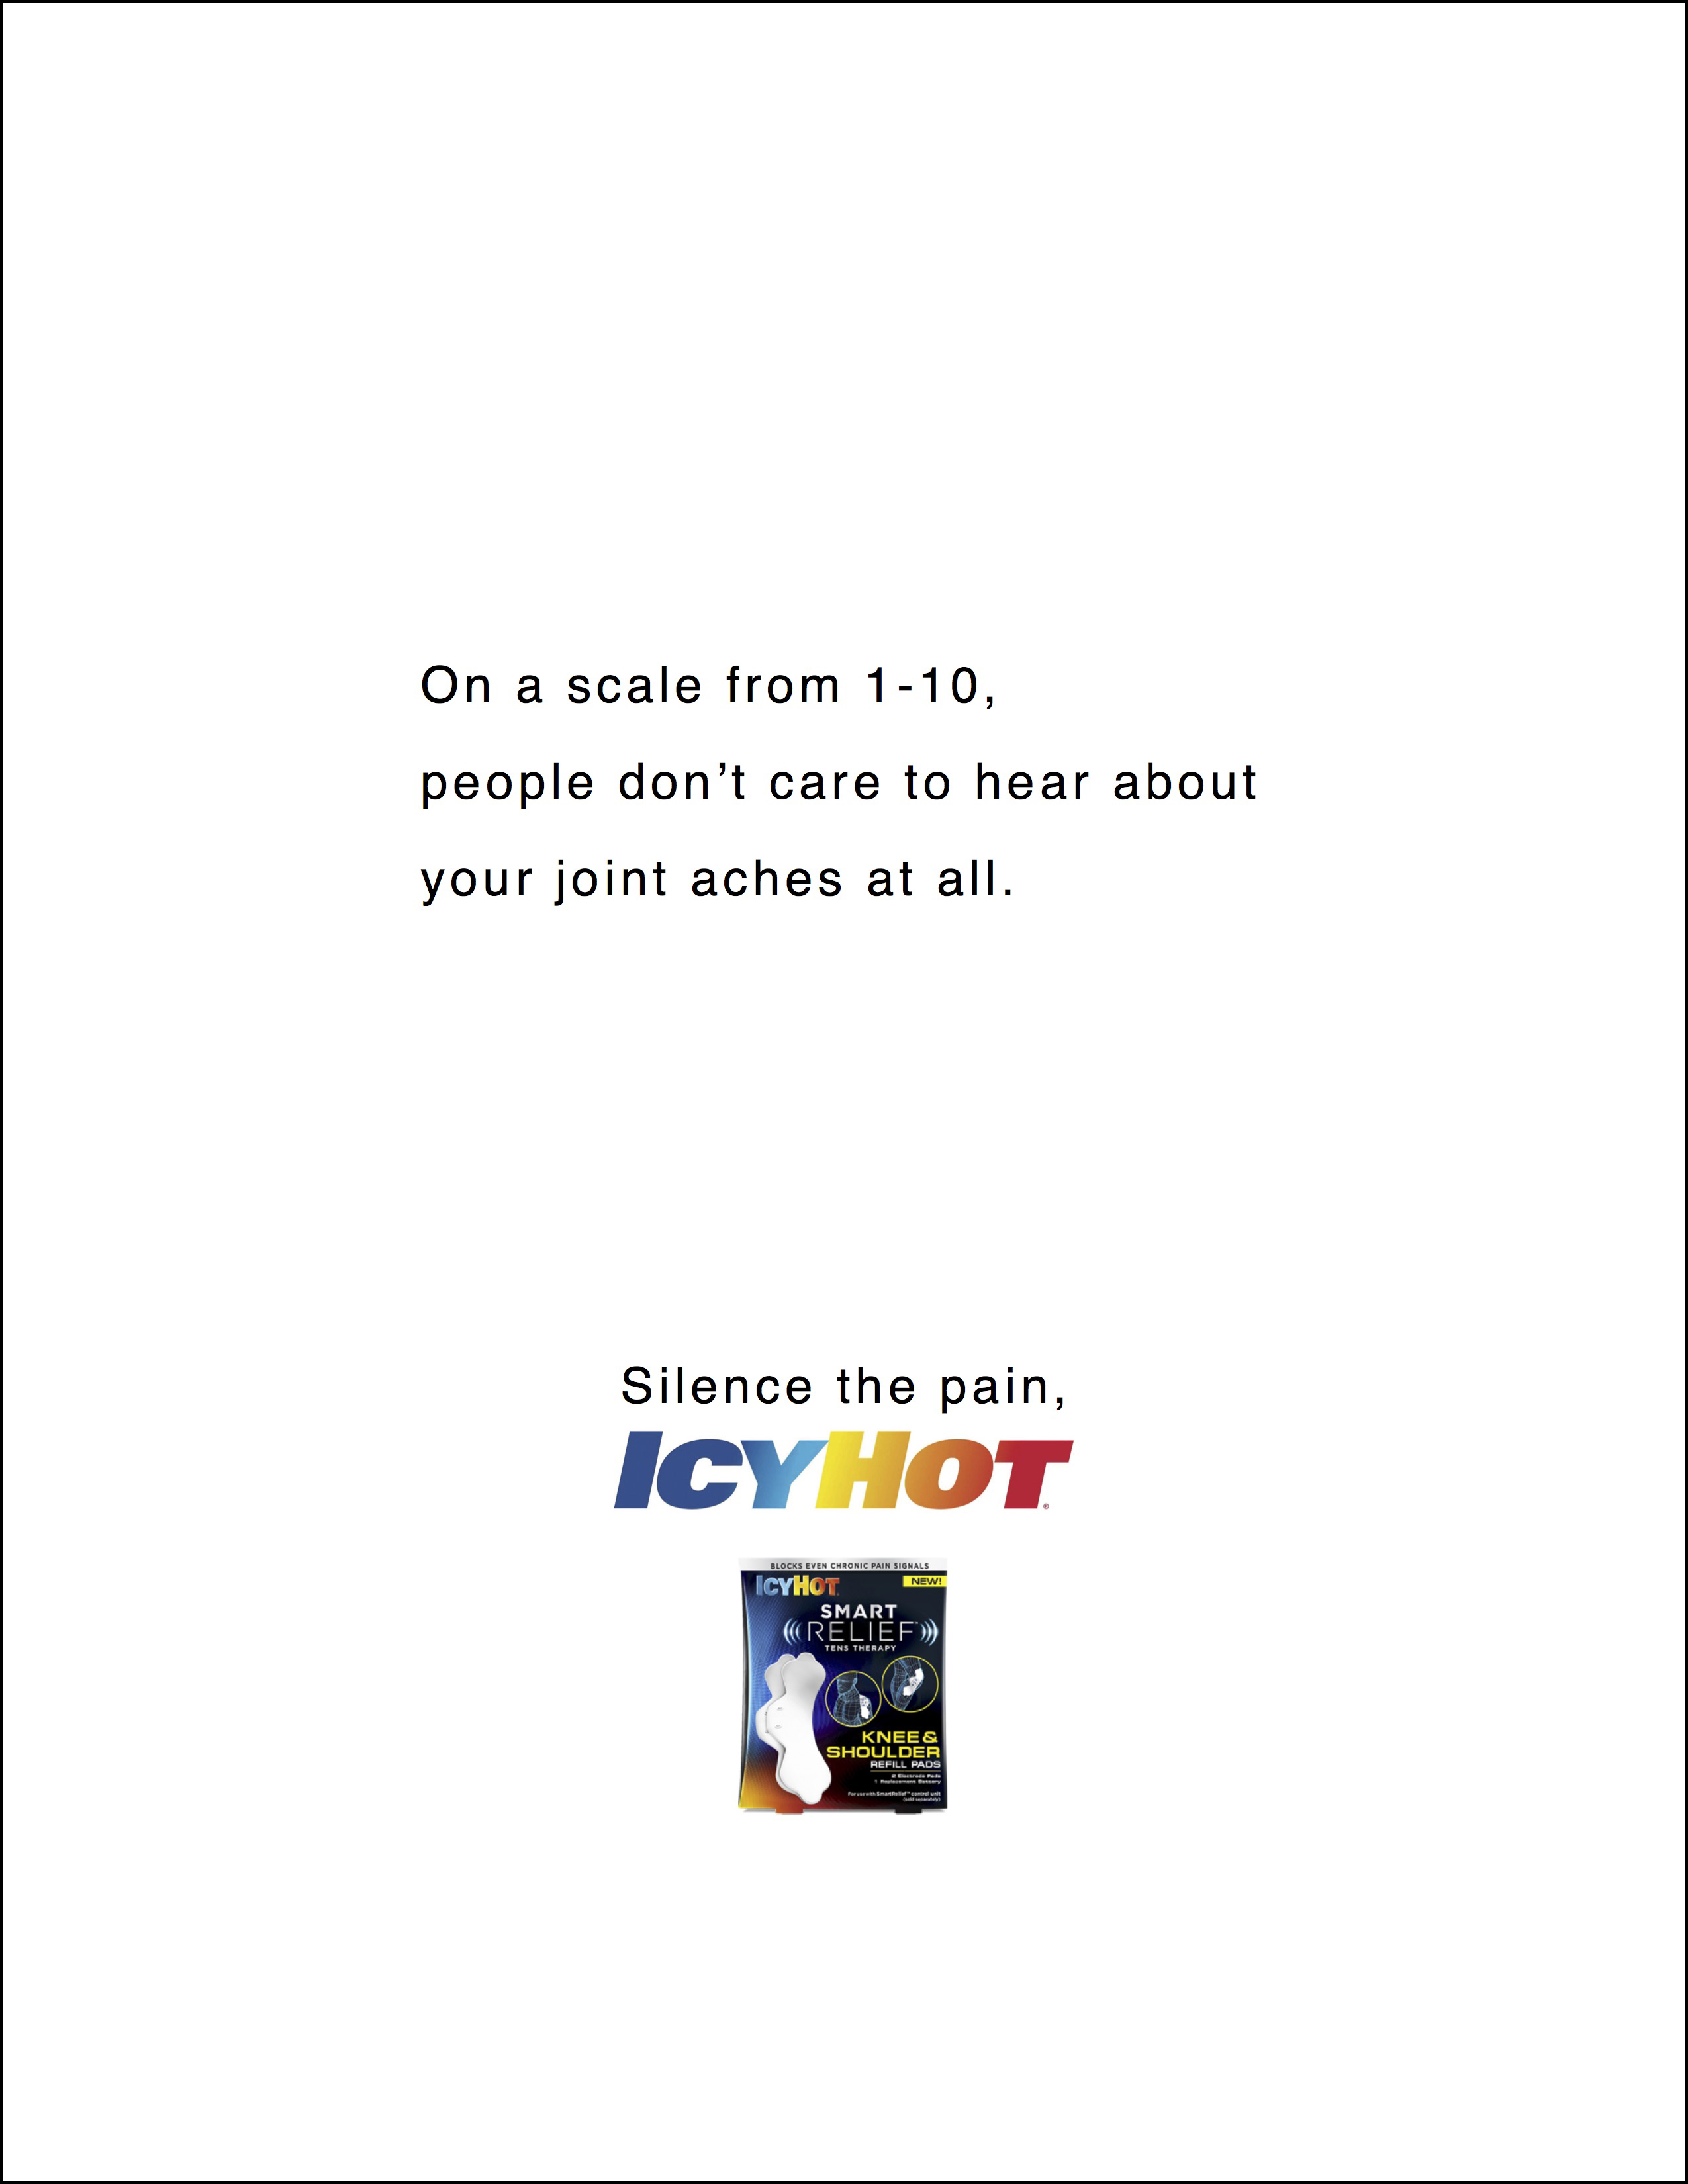 On a scale from 1-10,
people don’t care to hear about
your joint aches at all.
Silence the pain,
ICYHOT®
BLOCKS EVEN CHRONIC PAIN SIGNALS
ICYHOT
NEW!
SMART
RELIEF™
TENS THERAPY
KNEE &
SHOULDER
REFILL PADS
2 Electrode Pads
1 Replacement Battery
For use with SmartRelief™ control unit
(sold separately)